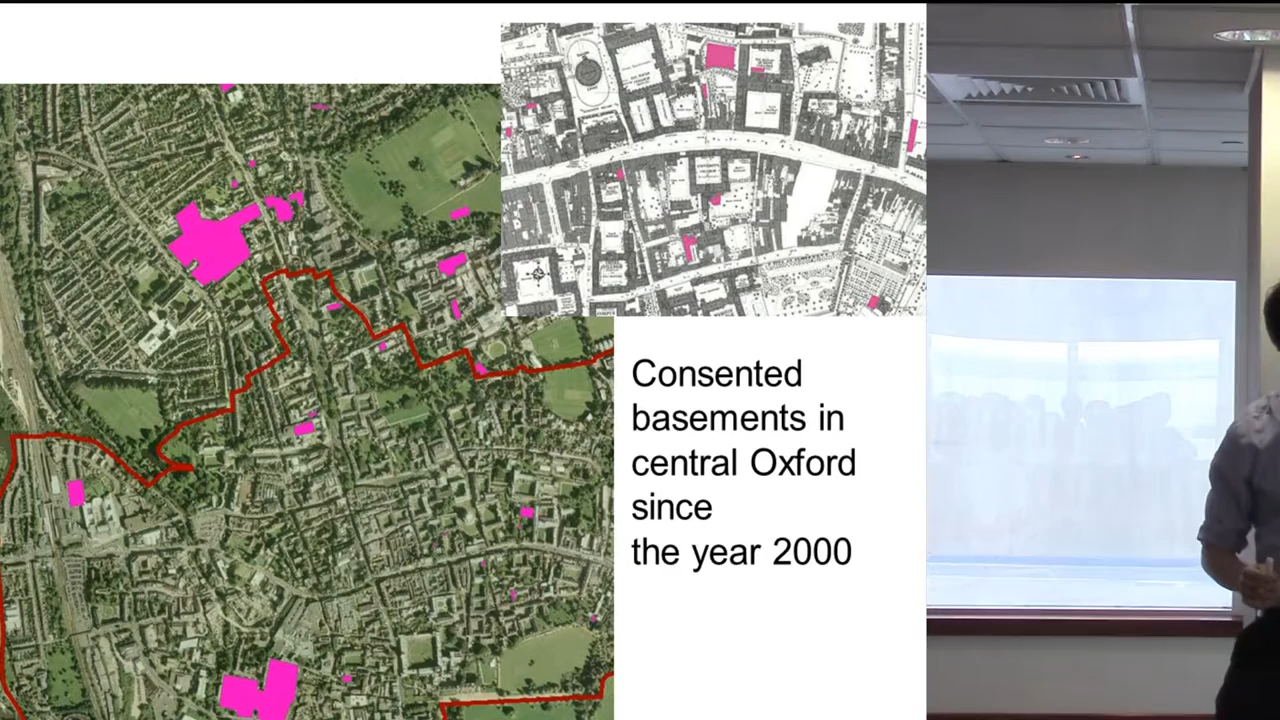 Consented
basements in
central Oxford
since
the year 2000